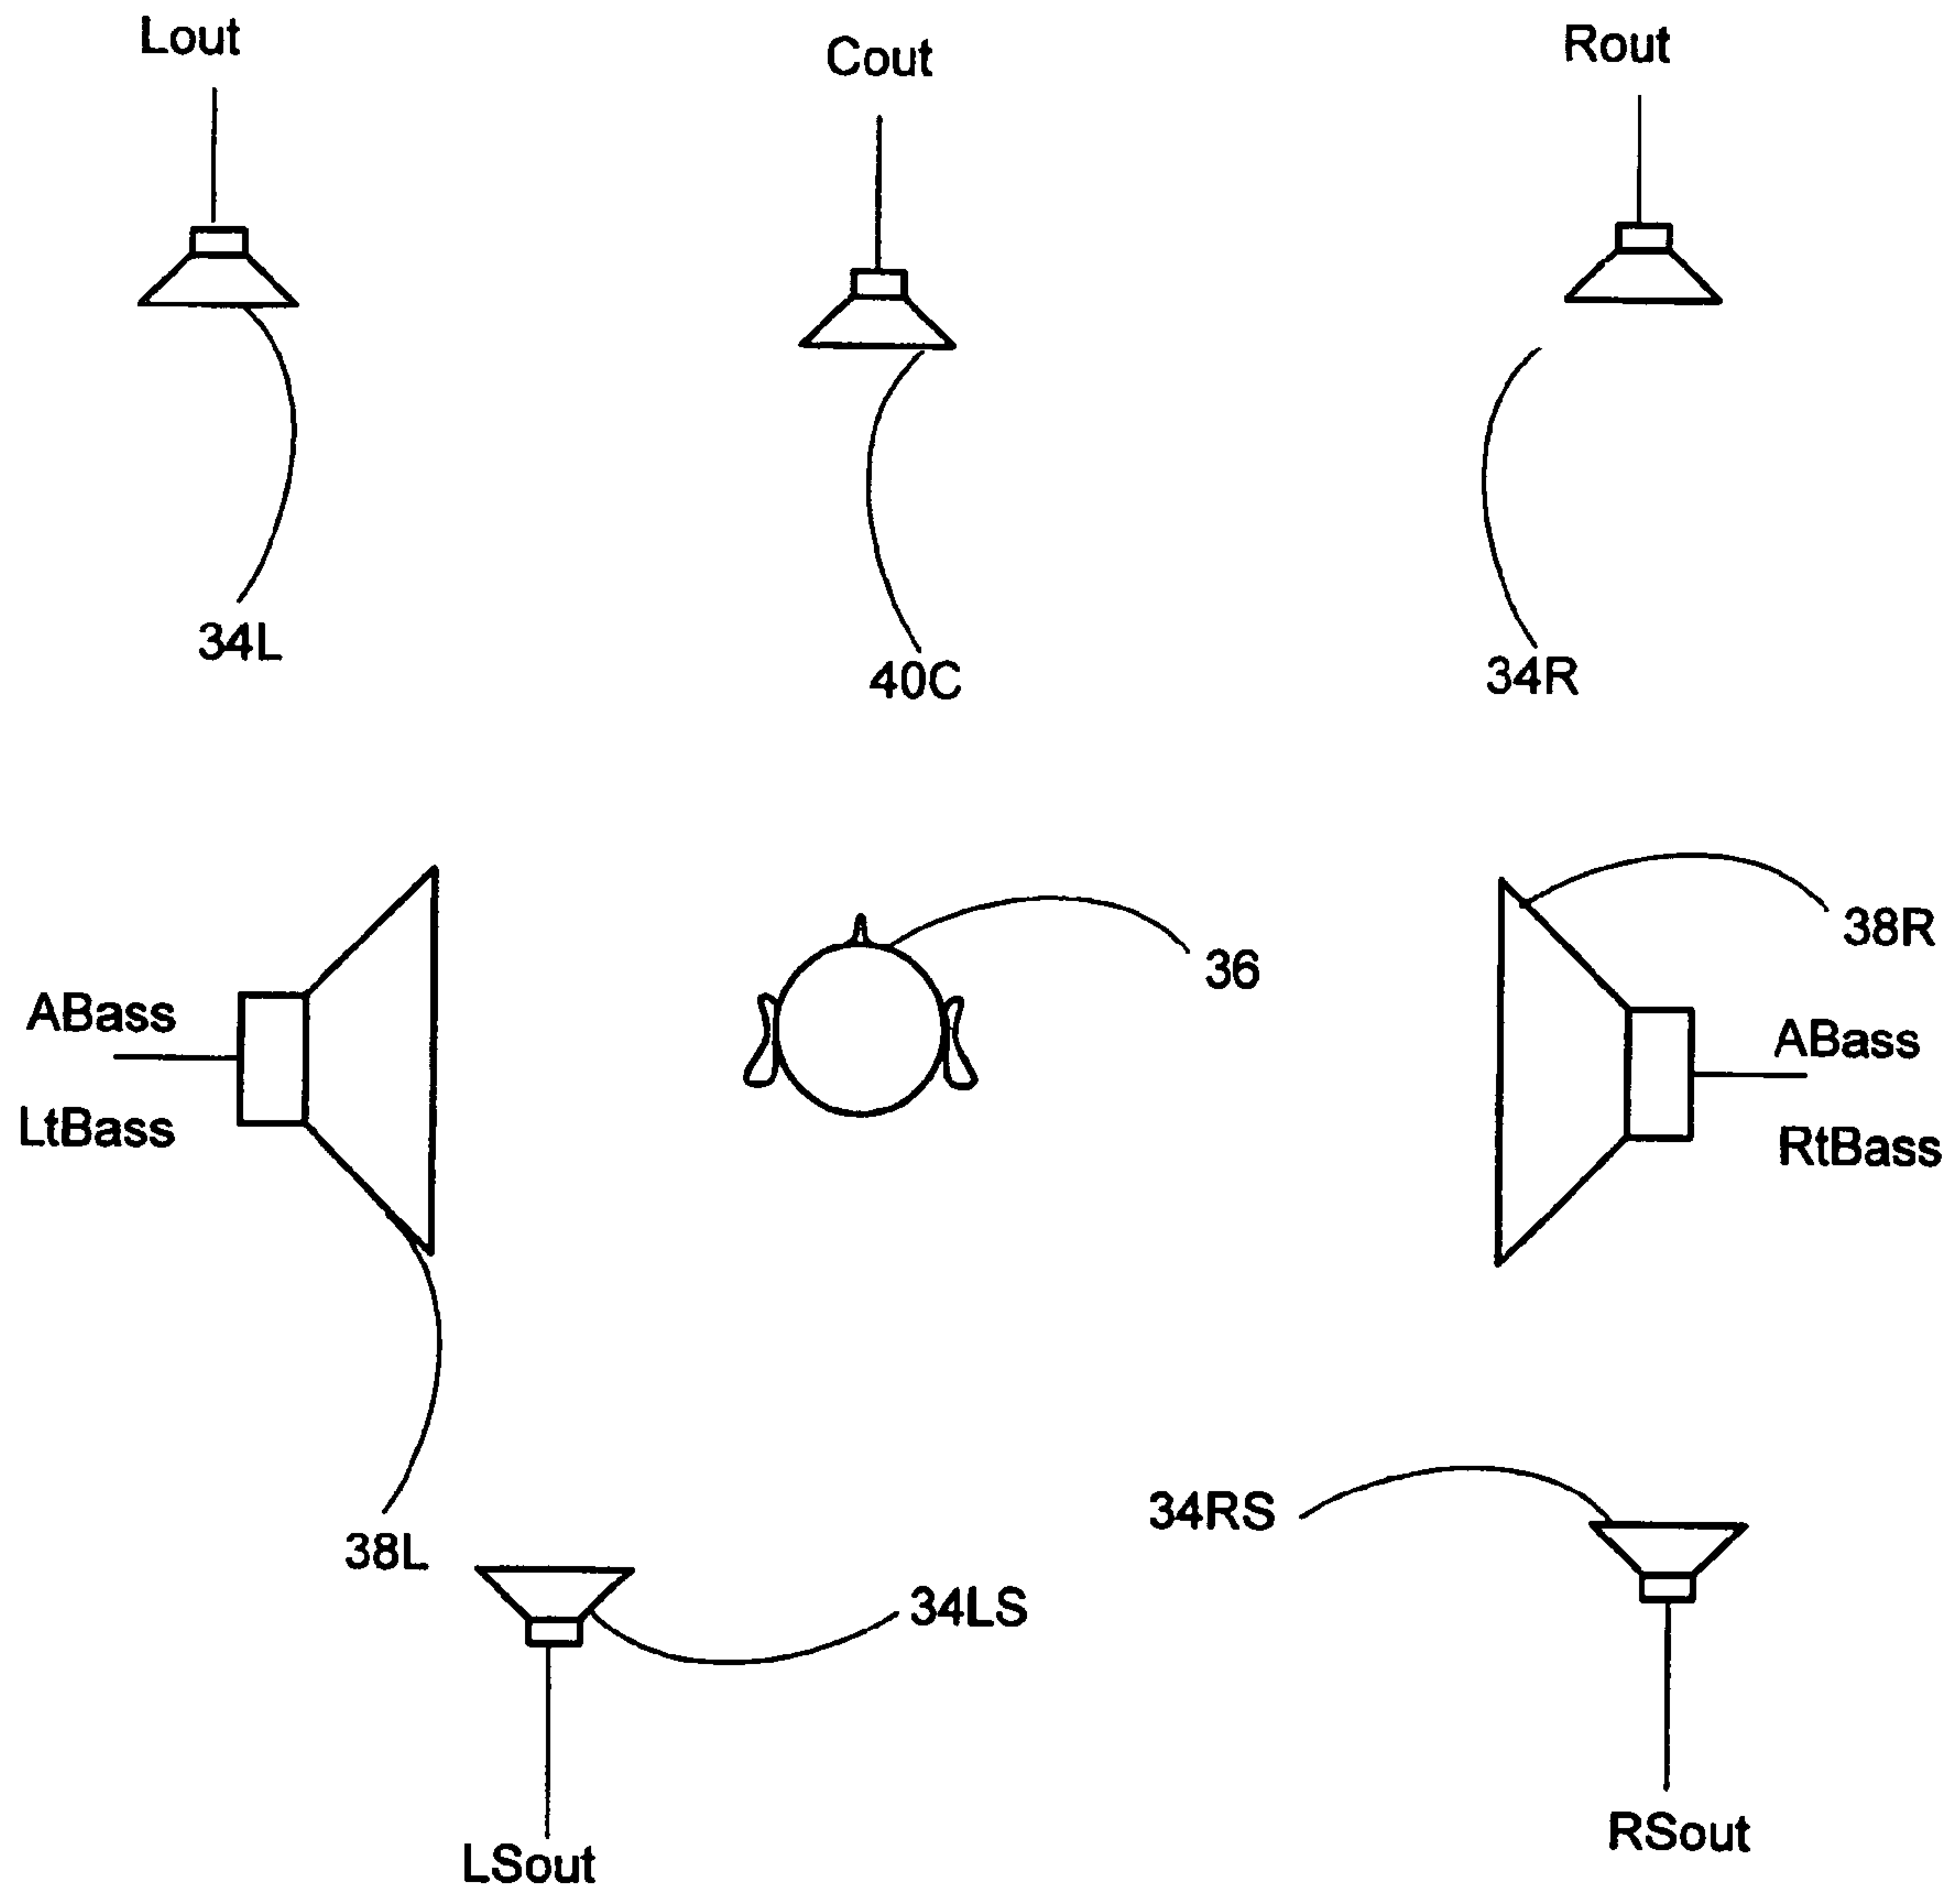 Lout
Cout
Rout
34L
40C
34R
38R
36
ABass
LtBass
ABass
RtBass
34RS
38L
34LS
RSout
LSout